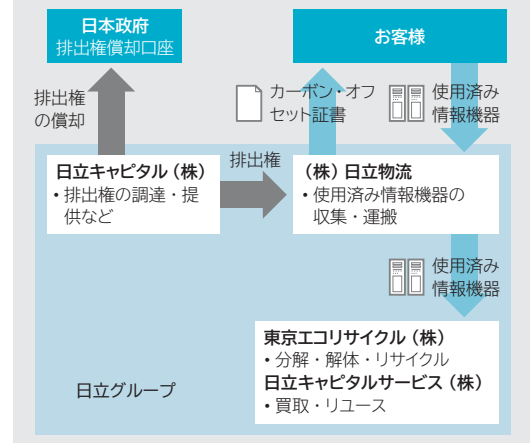 日本政府
排出権償却口座
お客様
排出権
の償却
カーボン・オフ
セット証書
使用済み
情報機器
日立キャピタル（株）
• 排出権の調達・提
供など
排出権
（株）日立物流
• 使用済み情報機器の
収集・運搬
使用済み
情報機器
東京エコリサイクル（株）
• 分解・解体・リサイクル
日立キャピタルサービス（株）
• 買取・リユース
日立グループ